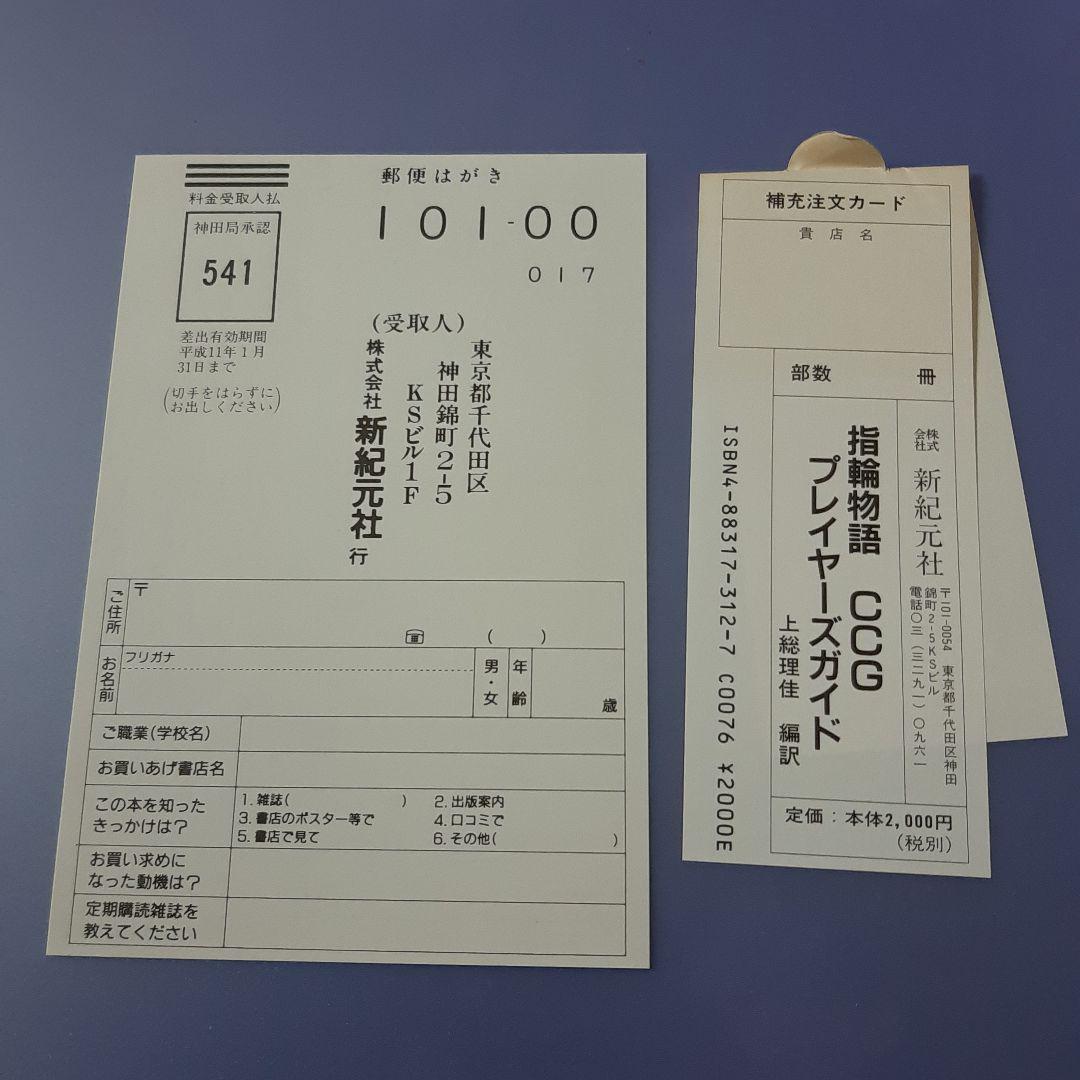 郵便はがき
料金受取人払
神田局承認
541
差出有効期間
平成11年1月
31日まで
(切手をはらずに
お出しください)
101-00
017
(受取人)
東京都千代田区
神田錦町2-5
KSビル1F
株式会社 新紀元社 行
ご住所
〒
( )
お名前
フリガナ
男・女
年齢
歳
ご職業(学校名)
お買いあげ書店名
この本を知った
きっかけは?
1. 雑誌( ) 2. 出版案内
3. 書店のポスター等で 4. 口コミで
5. 書店で見て 6. その他( )
お買い求めに
なった動機は?
定期購読雑誌を
教えてください
補充注文カード
貴店名
部数 冊
株式会社 新紀元社
〒101-0054 東京都千代田区神田
錦町2-5KSビル
電話〇三(三二九一)〇九六一
指輪物語 CCG
プレイヤーズガイド
上総理佳 編訳
ISBN4-88317-312-7 C0076 ¥2000E
定価:本体2,000円
(税別)